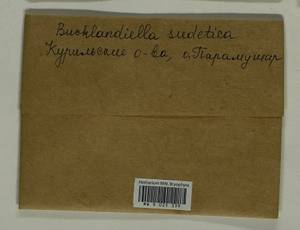 Bucklandiella sudetica
Курильские о-ва, о. Парамушир
Herbarium MW, Bryophyta